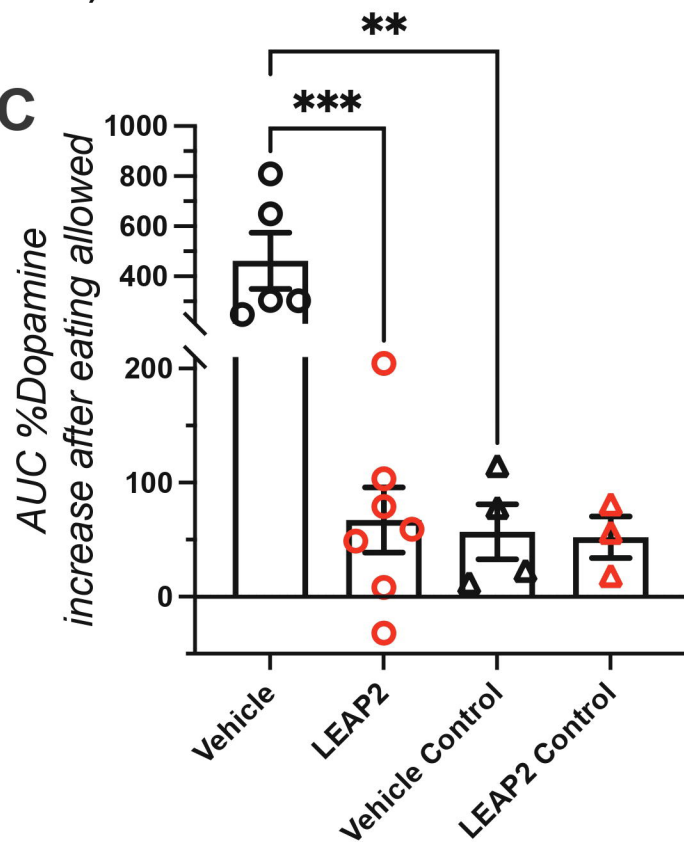 **
C
***
AUC %Dopamine
increase after eating allowed
1000
800
600
400
200
100
0
Vehicle
LEAP2
Vehicle Control
LEAP2 Control